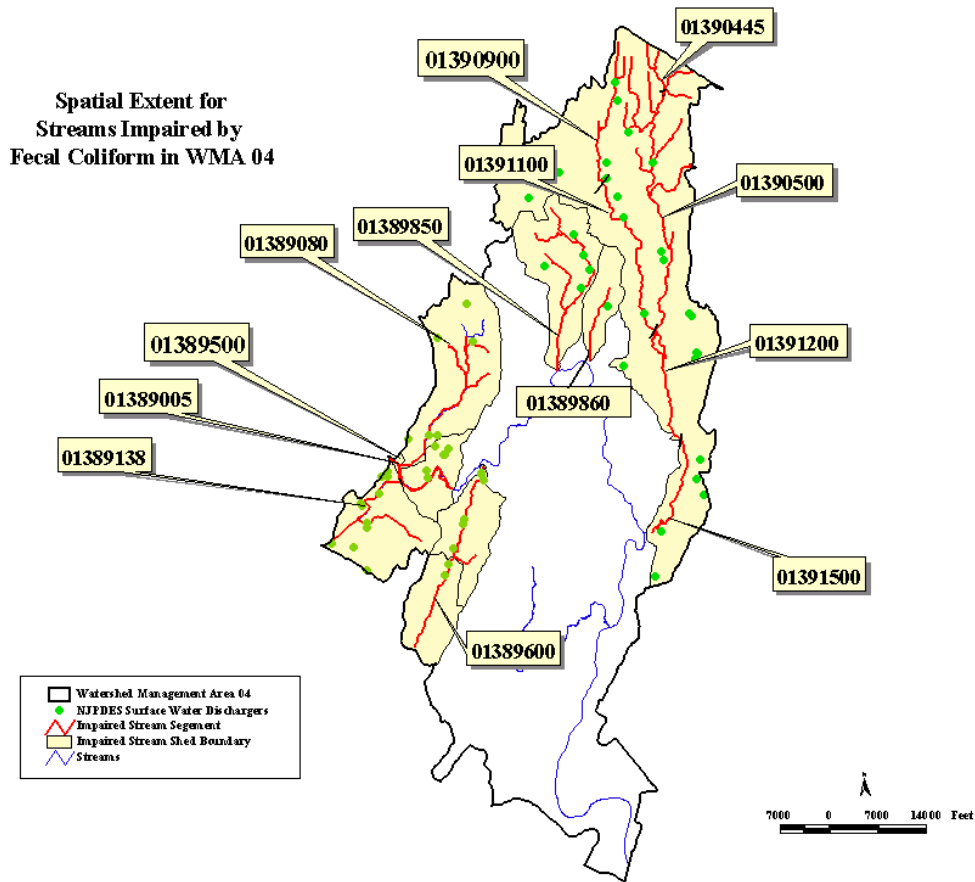 Spatial Extent for
Streams Impaired by
Fecal Coliform in WMA 04
01390445
01390900
01391100
01390500
01389850
01389080
01389500
01391200
01389005
01389860
01389138
01391500
01389600
Watershed Management Area 04
NJPDES Surface Water Dischargers
Impaired Stream Segement
Impaired Stream Shed Boundary
Streams
N
7000 0 7000 14000 Feet